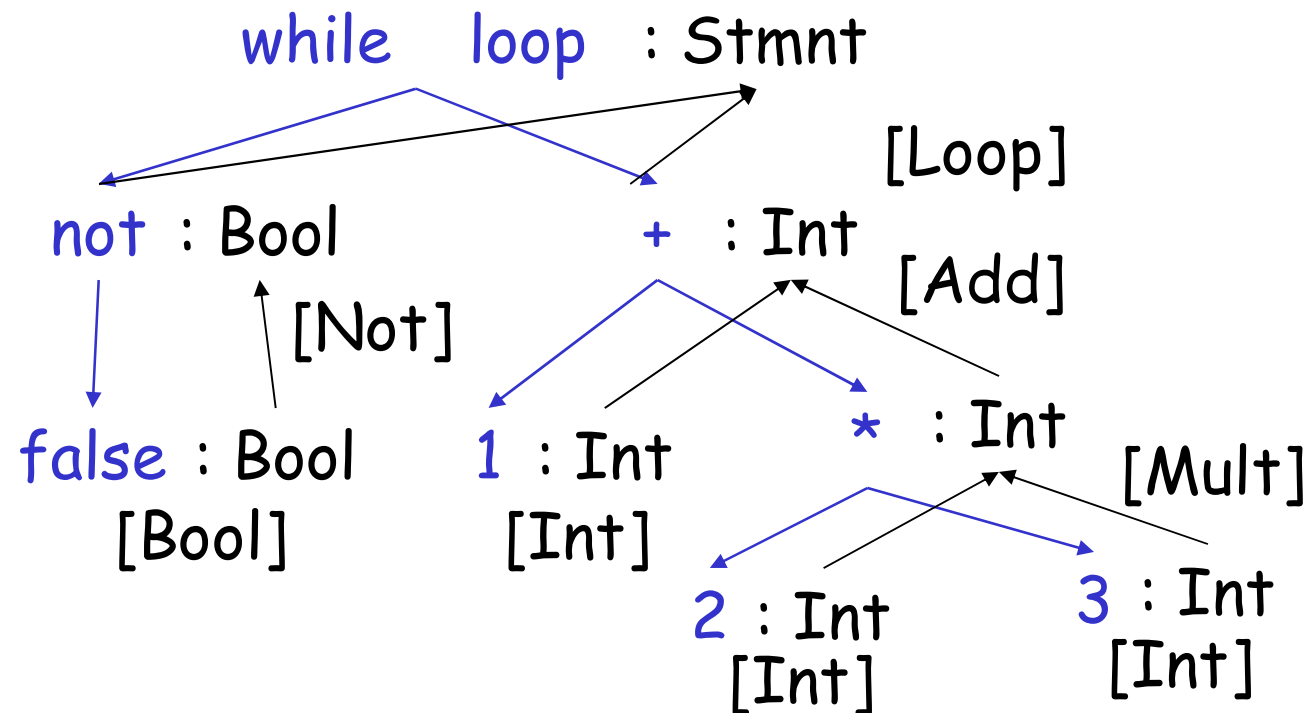 while loop : Stmnt
[Loop]
not : Bool + : Int
[Add]
[Not]
false : Bool 1 : Int * : Int
[Mult]
[Bool] [Int]
2 : Int 3 : Int
[Int] [Int]